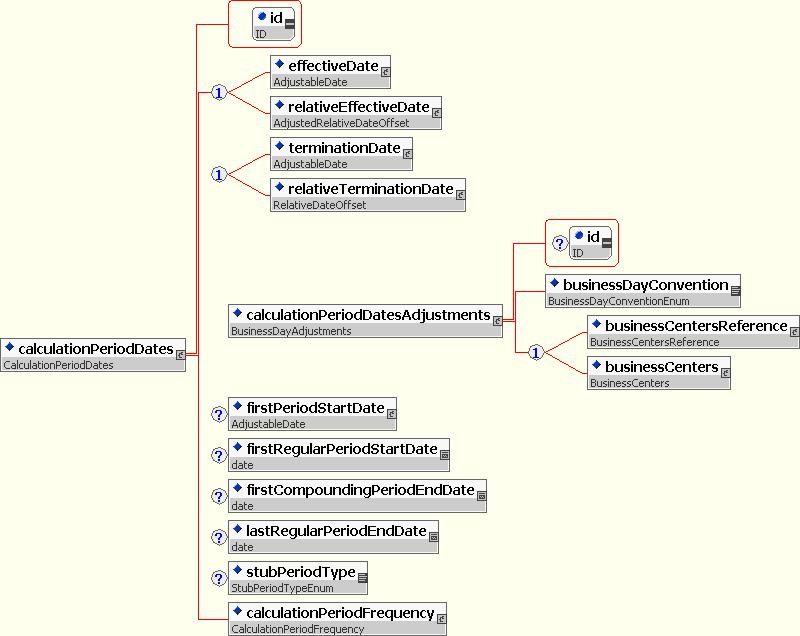 id
ID
effectiveDate
AdjustableDate
1
relativeEffectiveDate
AdjustedRelativeDateOffset
terminationDate
AdjustableDate
1
relativeTerminationDate
RelativeDateOffset
? id
ID
businessDayConvention
BusinessDayConventionEnum
calculationPeriodDatesAdjustments
BusinessDayAdjustments
businessCentersReference
BusinessCentersReference
1
businessCenters
BusinessCenters
calculationPeriodDates
CalculationPeriodDates
? firstPeriodStartDate
AdjustableDate
? firstRegularPeriodStartDate
date
? firstCompoundingPeriodEndDate
date
? lastRegularPeriodEndDate
date
? stubPeriodType
StubPeriodTypeEnum
calculationPeriodFrequency
CalculationPeriodFrequency